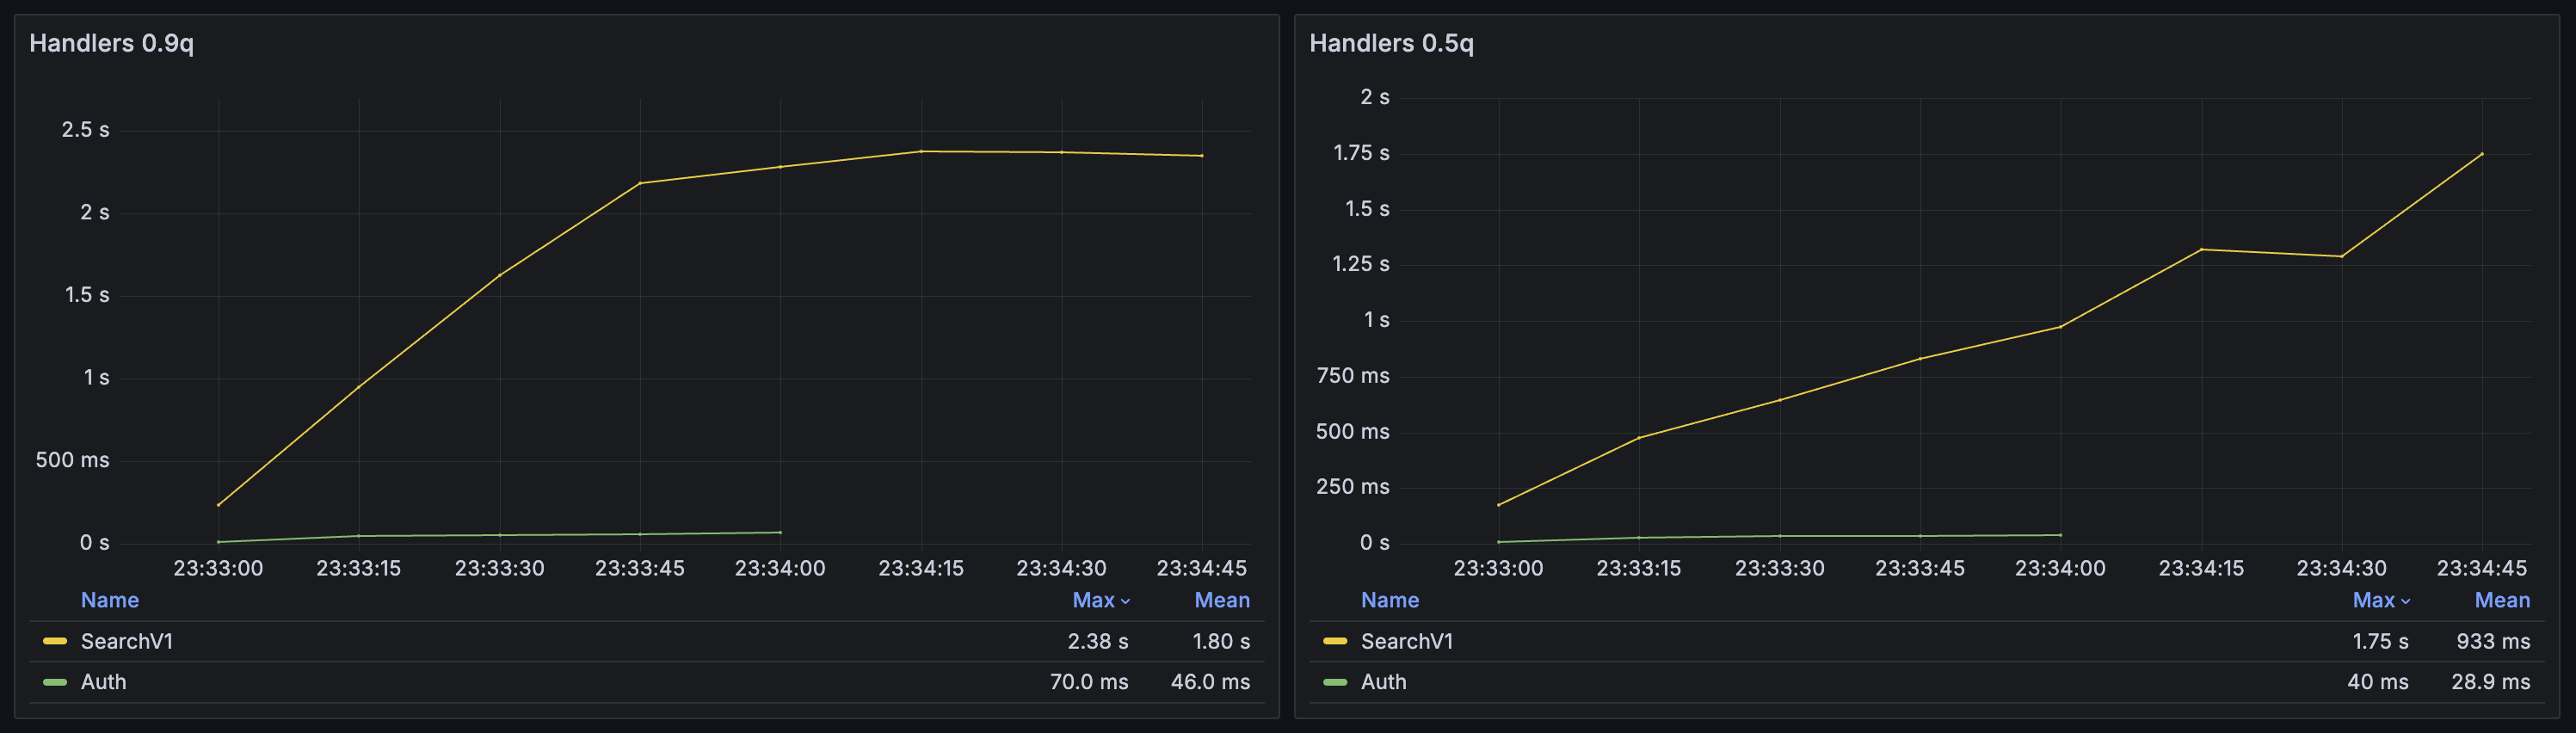 Handlers 0.9q
2.5 s
2 s
1.5 s
1 s
500 ms
0 s
23:33:00 23:33:15 23:33:30 23:33:45 23:34:00 23:34:15 23:34:30 23:34:45
Name Max Mean
SearchV1 2.38 s 1.80 s
Auth 70.0 ms 46.0 ms
Handlers 0.5q
2 s
1.75 s
1.5 s
1.25 s
1 s
750 ms
500 ms
250 ms
0 s
23:33:00 23:33:15 23:33:30 23:33:45 23:34:00 23:34:15 23:34:30 23:34:45
Name Max Mean
SearchV1 1.75 s 933 ms
Auth 40 ms 28.9 ms